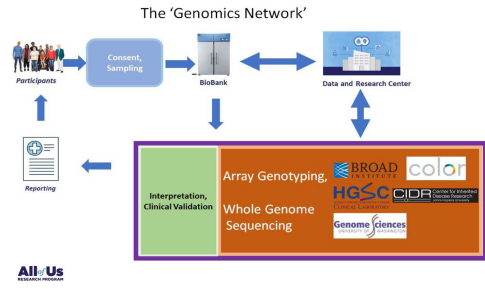 The 'Genomics Network'
Participants
Consent,
Sampling
BioBank
Data and Research Center
Reporting
Interpretation,
Clinical Validation
Array Genotyping,
Whole Genome
Sequencing
BROAD
INSTITUTE
color
HGSC
CLINICAL LABORATORY
CIDR
Center for Inherited
Disease Research
Genome Sciences
UNIVERSITY OF WASHINGTON
All of Us
RESEARCH PROGRAM